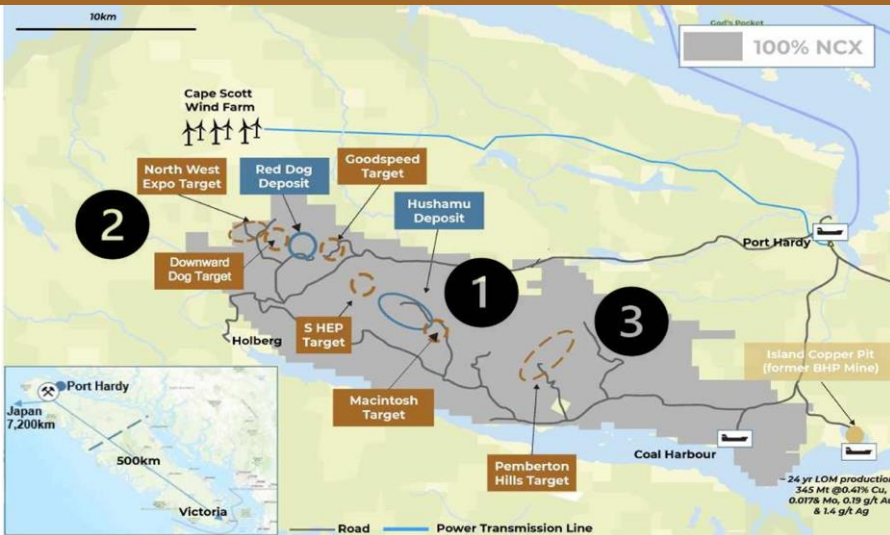 10km
God's Pocket
100% NCX
Cape Scott
Wind Farm
North West
Expo Target
Red Dog
Deposit
Goodspeed
Target
Hushamu
Deposit
2
Downward
Dog Target
Port Hardy
1
3
S HEP
Target
Holberg
Macintosh
Target
Island Copper Pit
(former BHP Mine)
Port Hardy
Japan
7,200km
500km
Victoria
Pemberton
Hills Target
Coal Harbour
~ 24 yr LOM production
345 Mt @0.41% Cu,
0.017& Mo, 0.19 g/t Au
& 1.4 g/t Ag
Road
Power Transmission Line